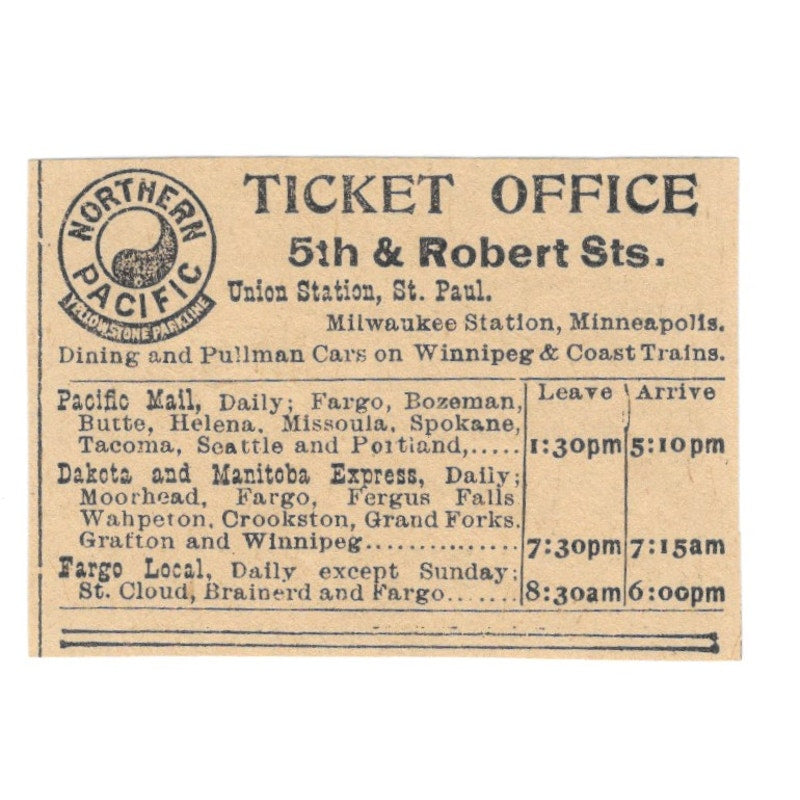 NORTHERN PACIFIC
YELLOWSTONE PARK LINE
TICKET OFFICE
5th & Robert Sts.
Union Station, St. Paul.
Milwaukee Station, Minneapolis.
Dining and Pullman Cars on Winnipeg & Coast Trains.
Leave Arrive
Pacific Mail, Daily; Fargo, Bozeman,
Butte, Helena, Missoula, Spokane,
Tacoma, Seattle and Portland,..... 1:30pm 5:10pm
Dakota and Manitoba Express, Daily;
Moorhead, Fargo, Fergus Falls
Wahpeton, Crookston, Grand Forks.
Grafton and Winnipeg............. 7:30pm 7:15am
Fargo Local, Daily except Sunday;
St. Cloud, Brainerd and Fargo....... 8:30am 6:00pm